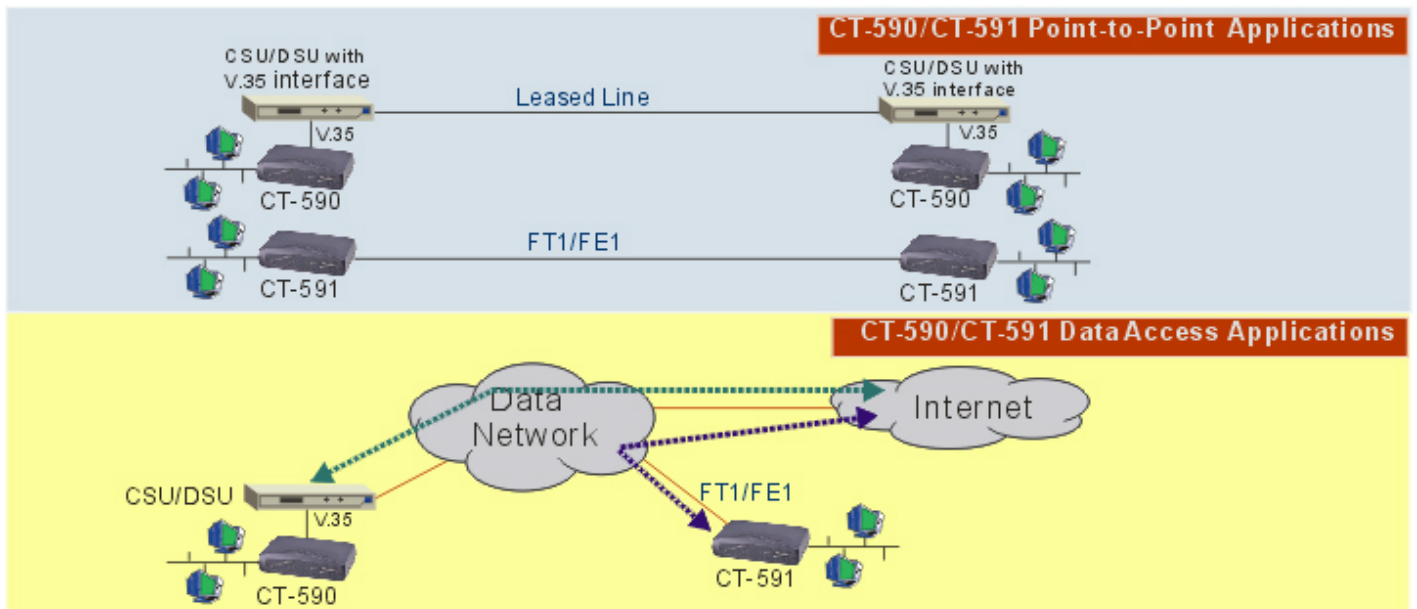 CT-590/CT-591 Point-to-Point Applications
CSU/DSU with
V.35 interface
Leased Line
CSU/DSU with
V.35 interface
V.35
V.35
CT-590
CT-590
FT1/FE1
CT-591
CT-591
CT-590/CT-591 Data Access Applications
Data
Network
Internet
CSU/DSU
V.35
FT1/FE1
CT-590
CT-591